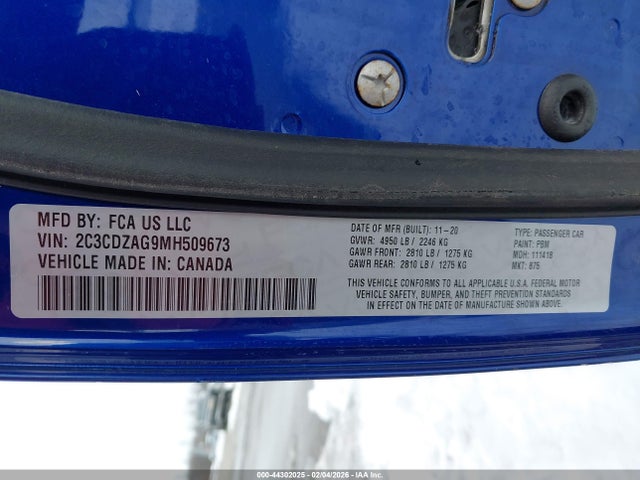 MFD BY: FCA US LLC
VIN: 2C3CDZAG9MH509673
VEHICLE MADE IN: CANADA
DATE OF MFR (BUILT): 11-20
GVWR: 4950 LB / 2246 KG
GAWR FRONT: 2810 LB / 1275 KG
GAWR REAR: 2810 LB / 1275 KG
TYPE: PASSENGER CAR
PAINT: PBM
MDH: 111418
MKT: 875
THIS VEHICLE CONFORMS TO ALL APPLICABLE U.S.A. FEDERAL MOTOR
VEHICLE SAFETY, BUMPER, AND THEFT PREVENTION STANDARDS
IN EFFECT ON THE DATE OF MANUFACTURE SHOWN ABOVE.
000-44302025 - 02/04/2026 - IAAI.COM